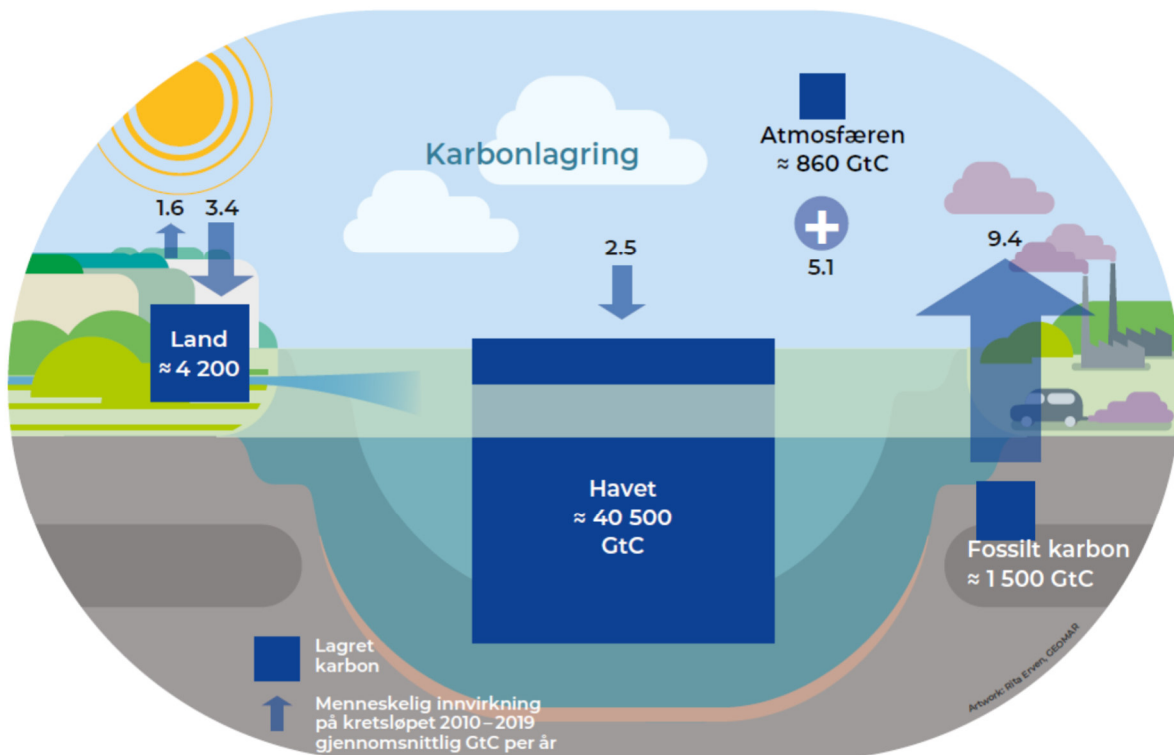 Karbonlagring
Atmosfæren
≈ 860 GtC
+
5.1
1.6 3.4
2.5
9.4
Land
≈ 4 200
Havet
≈ 40 500
GtC
Fossilt karbon
≈ 1 500 GtC
Lagret
karbon
Menneskelig innvirkning
på kretsløpet 2010–2019
gjennomsnittlig GtC per år
Artwork: Rita Erven, GEOMAR